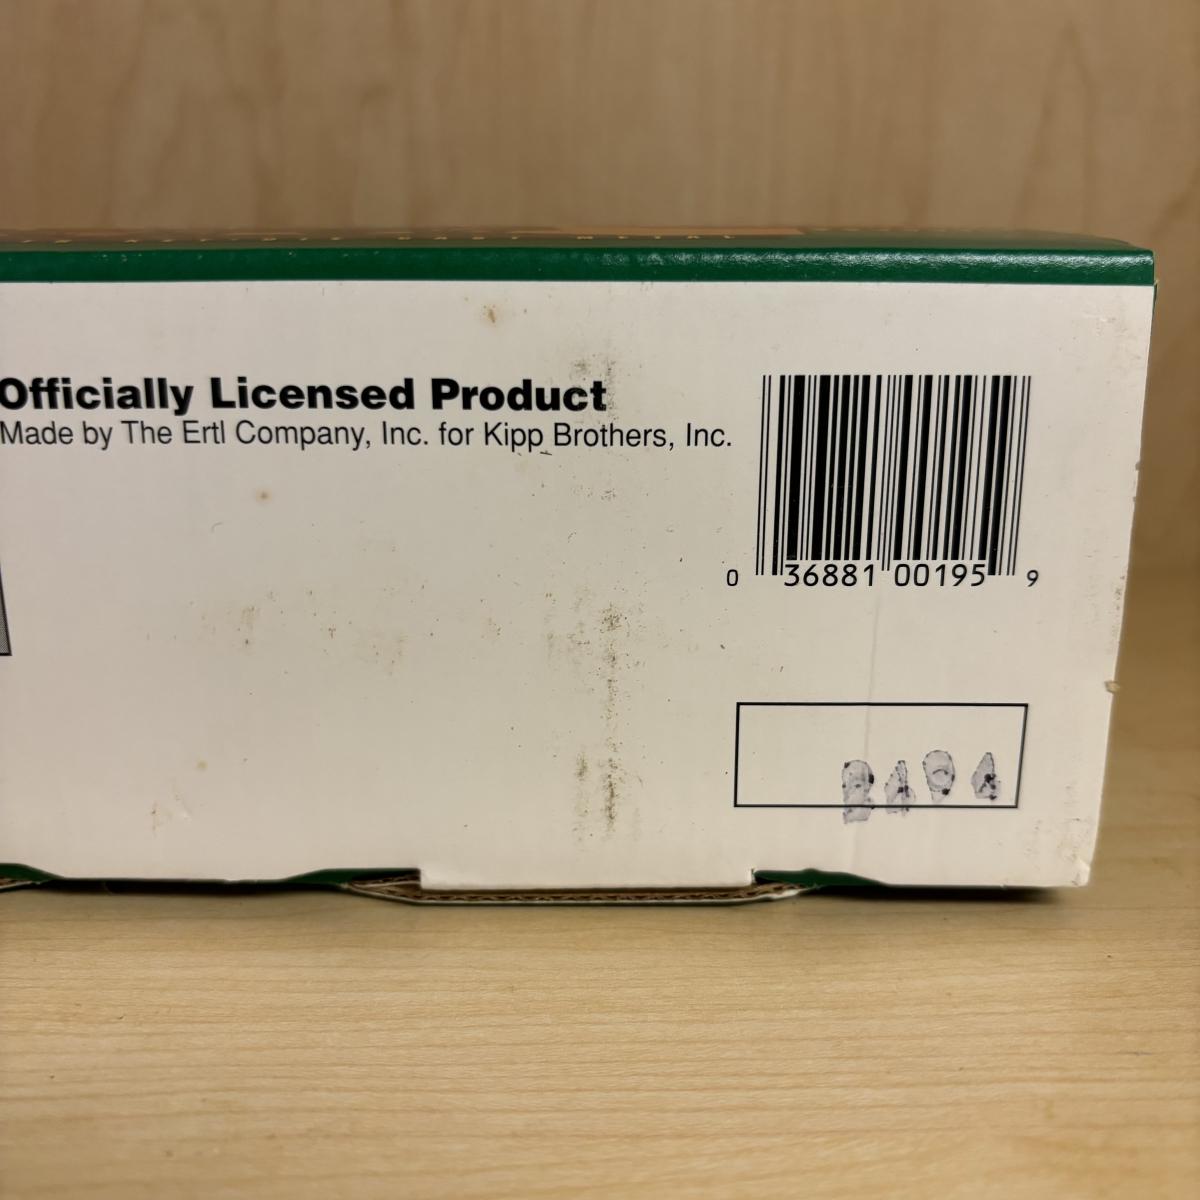 Officially Licensed Product
Made by The Ertl Company, Inc. for Kipp Brothers, Inc.
0 36881 00195 9